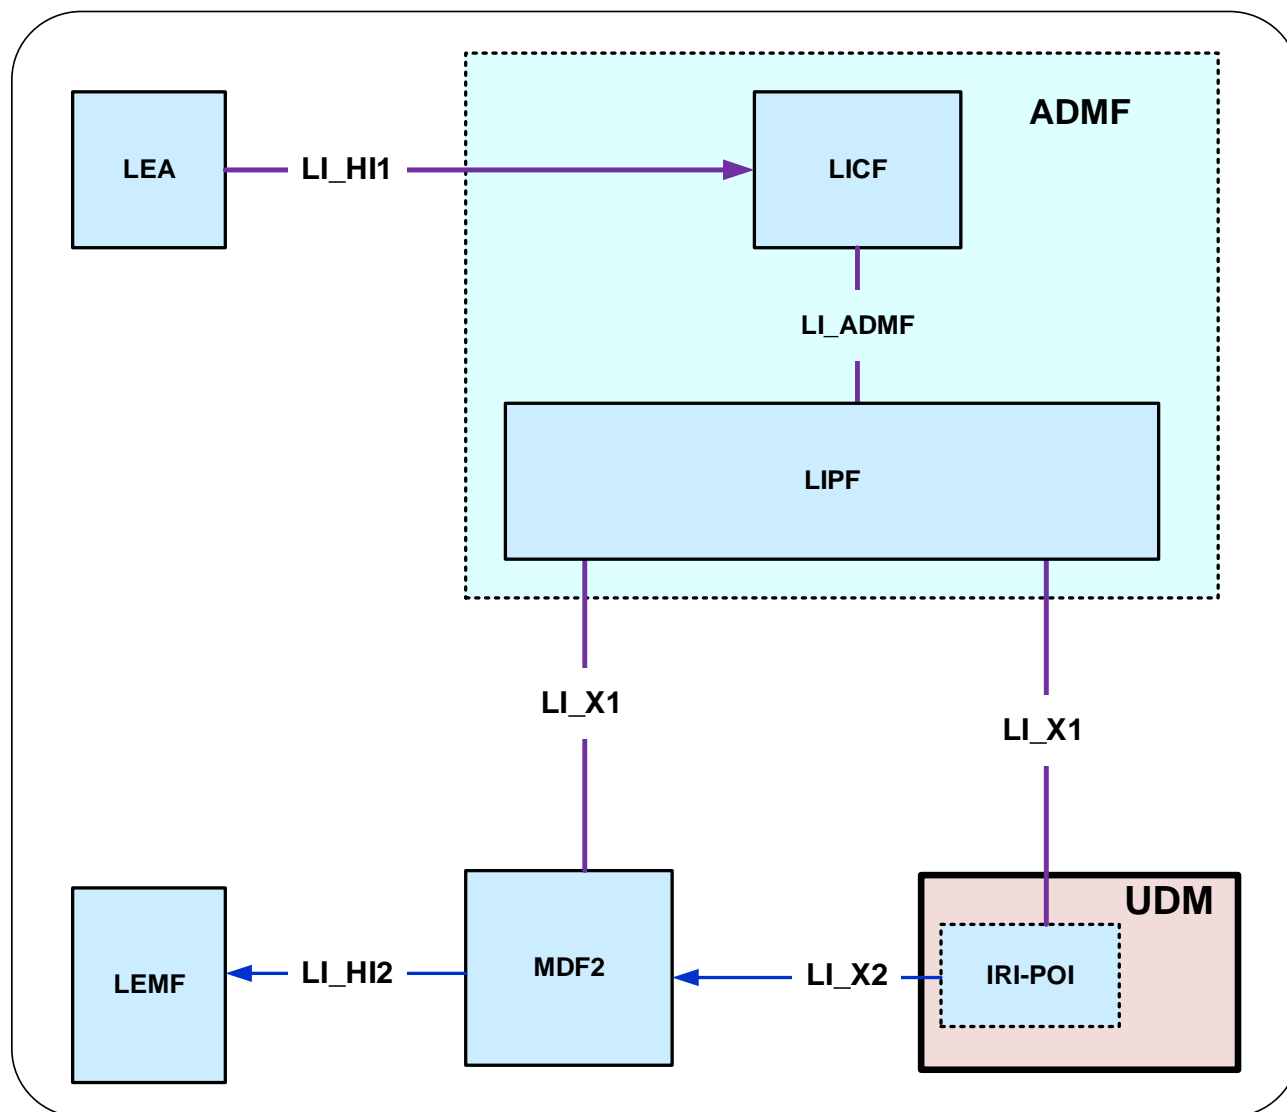 ADMF
LEA
LI_HI1
LICF
LI_ADMF
LIPF
LI_X1
LI_X1
UDM
LEMF
LI_HI2
MDF2
LI_X2
IRI-POI